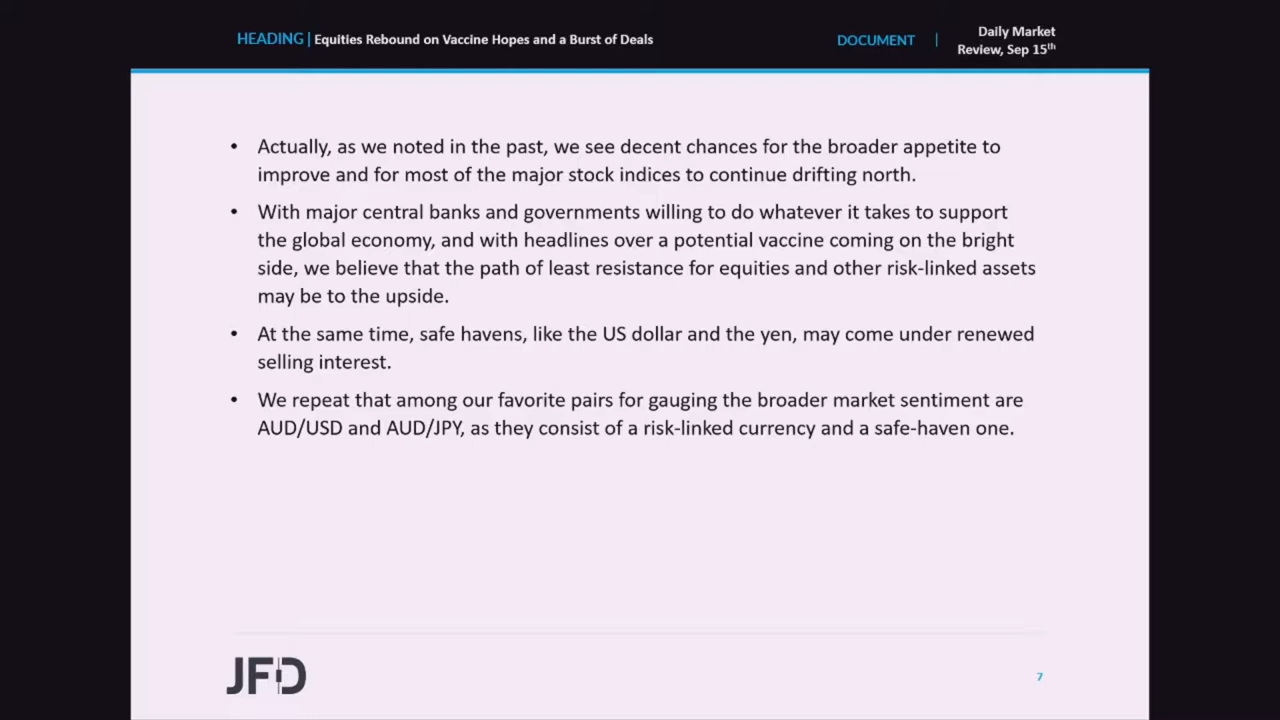 HEADING | Equities Rebound on Vaccine Hopes and a Burst of Deals
DOCUMENT | Daily Market
Review, Sep 15th
• Actually, as we noted in the past, we see decent chances for the broader appetite to
improve and for most of the major stock indices to continue drifting north.
• With major central banks and governments willing to do whatever it takes to support
the global economy, and with headlines over a potential vaccine coming on the bright
side, we believe that the path of least resistance for equities and other risk-linked assets
may be to the upside.
• At the same time, safe havens, like the US dollar and the yen, may come under renewed
selling interest.
• We repeat that among our favorite pairs for gauging the broader market sentiment are
AUD/USD and AUD/JPY, as they consist of a risk-linked currency and a safe-haven one.
JFD
7